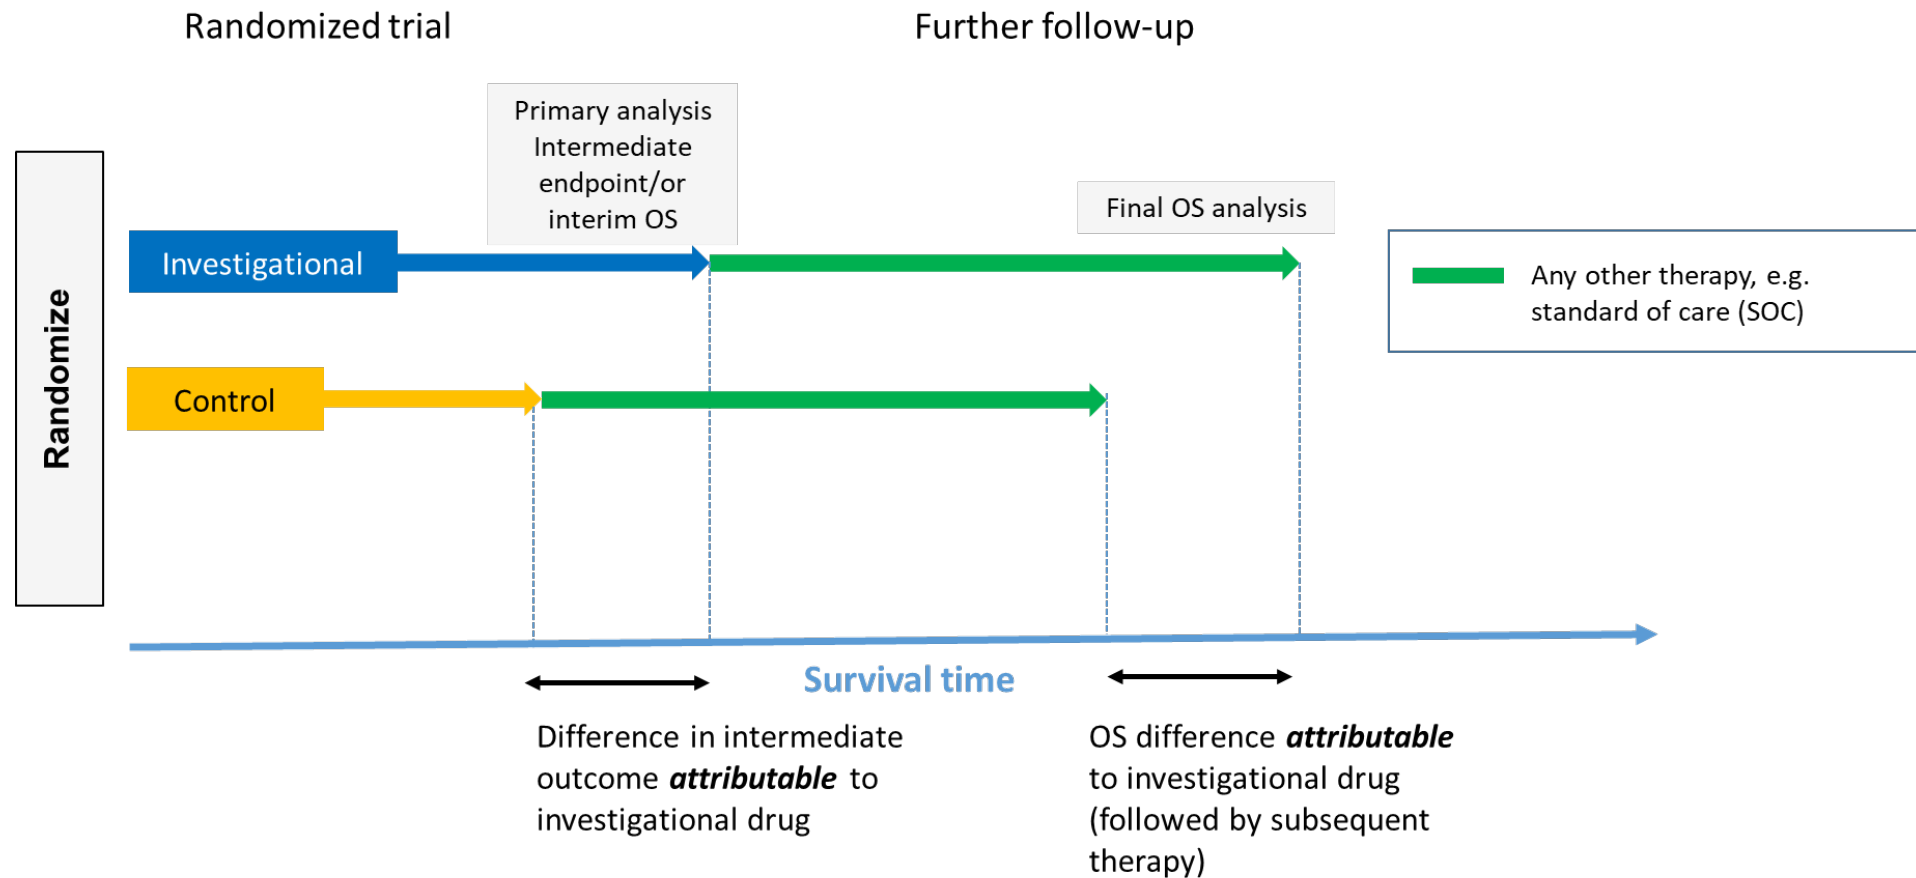 Randomized trial
Further follow-up
Primary analysis
Intermediate
endpoint/or
interim OS
Final OS analysis
Randomize
Investigational
Any other therapy, e.g.
standard of care (SOC)
Control
Survival time
Difference in intermediate
outcome attributable to
investigational drug
OS difference attributable
to investigational drug
(followed by subsequent
therapy)